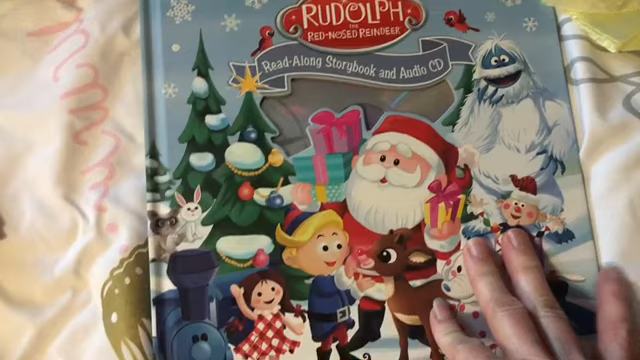 RUDOLPH
THE
RED-NOSED REINDEER
Read-Along Storybook and Audio CD